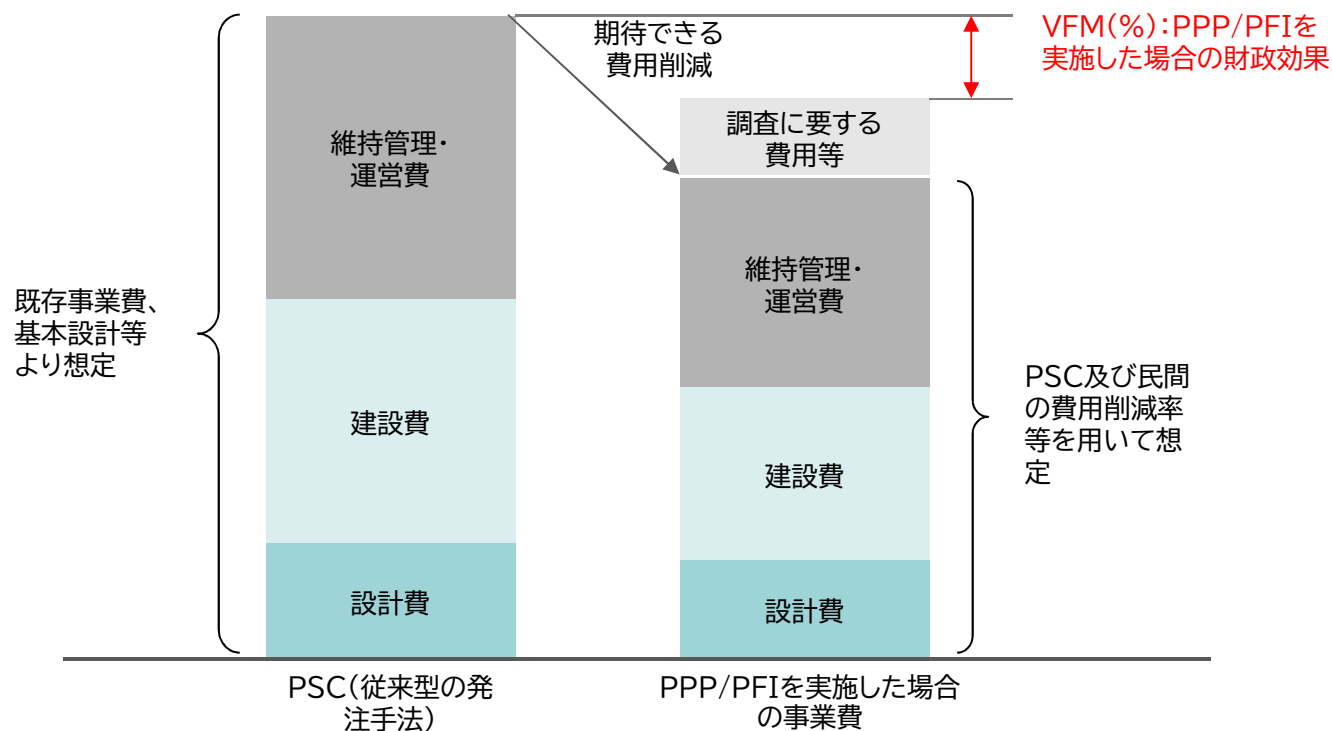 期待できる
費用削減
VFM(%):PPP/PFIを
実施した場合の財政効果
調査に要する
費用等
維持管理・
運営費
維持管理・
運営費
既存事業費、
基本設計等
より想定
PSC及び民間
の費用削減率
等を用いて想
定
建設費
建設費
設計費
設計費
PSC(従来型の発
注手法)
PPP/PFIを実施した場合
の事業費